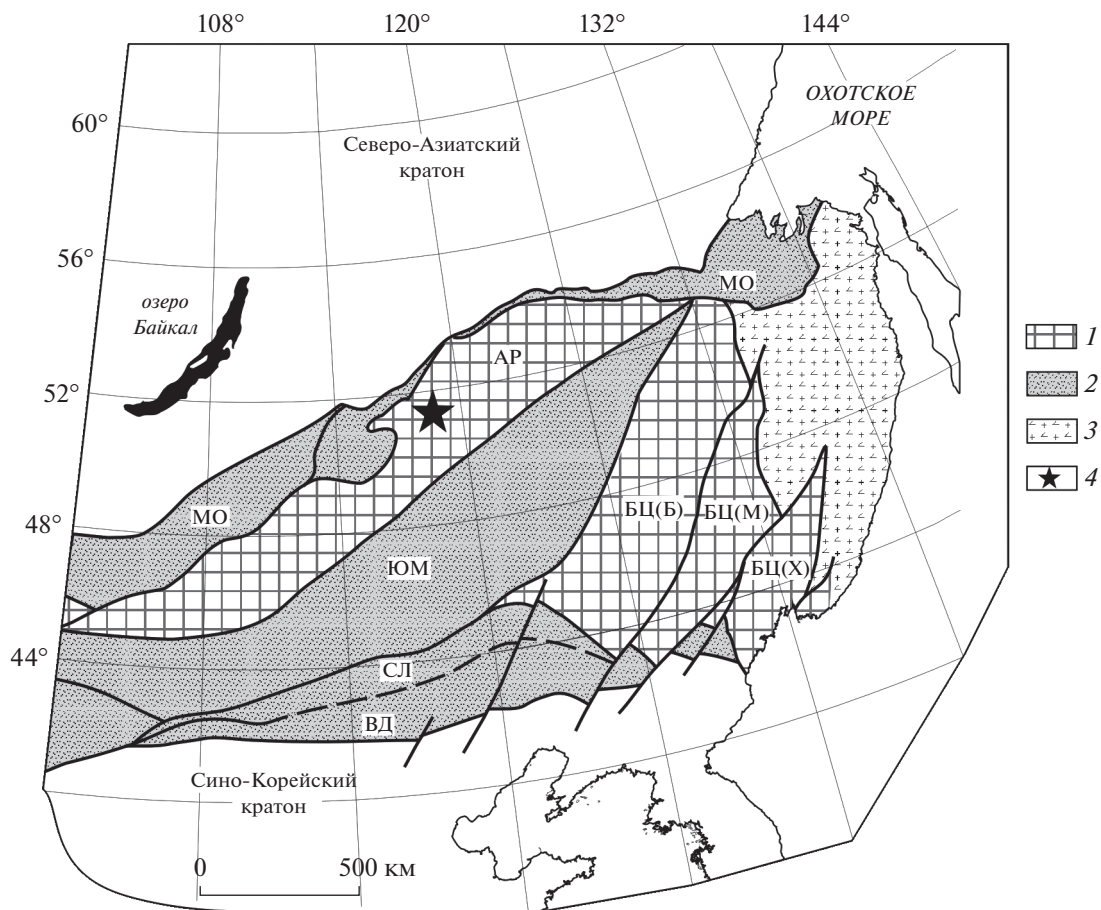 108° 120° 132° 144°
ОХОТСКОЕ
МОРЕ
60°
Северо-Азиатский
кратон
56°
МО
озеро
Байкал
АР
1
52°
2
3
4
48°
МО
БЦ(Б)
БЦ(М)
ЮМ
БЦ(Х)
44°
СЛ
ВД
Сино-Корейский
кратон
0 500 км